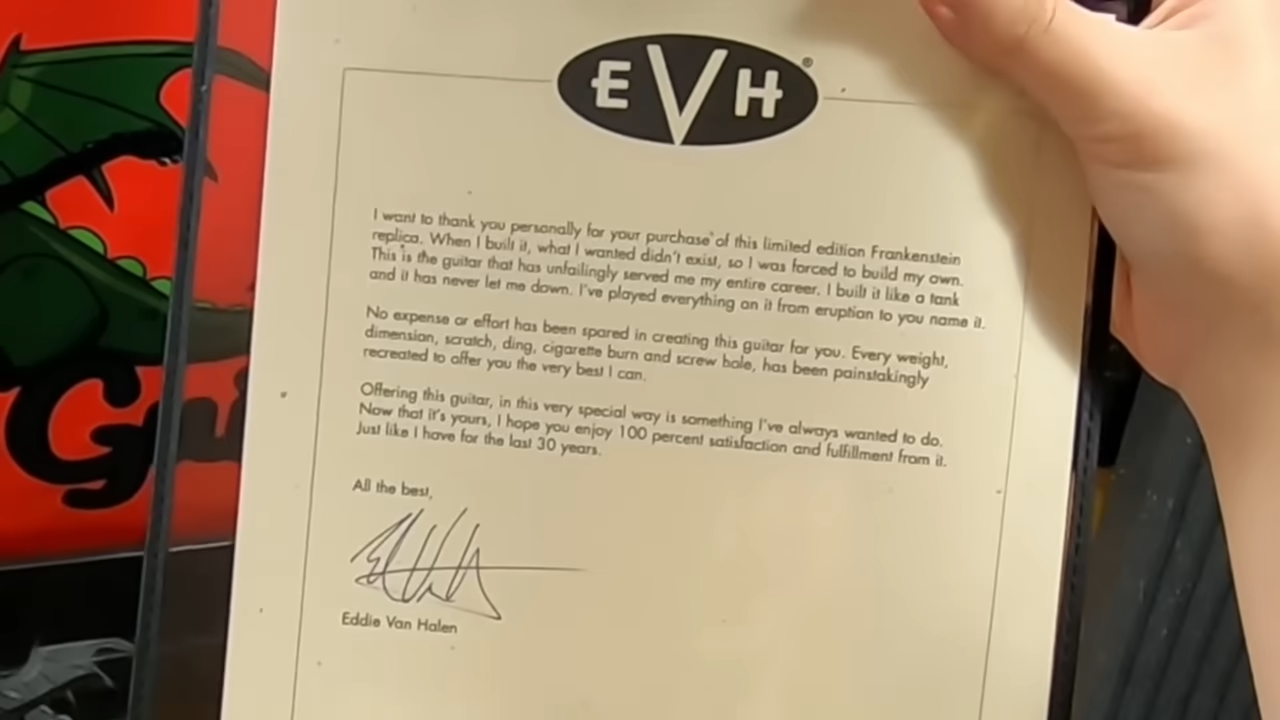 EVH®
I want to thank you personally for your purchase of this limited edition Frankenstein
replica. When I built it, what I wanted didn't exist, so I was forced to build my own.
This is the guitar that has unfailingly served me my entire career. I built it like a tank
and it has never let me down. I've played everything on it from eruption to you name it.
No expense or effort has been spared in creating this guitar for you. Every weight,
dimension, scratch, ding, cigarette burn and screw hole, has been painstakingly
recreated to offer you the very best I can.
Offering this guitar, in this very special way is something I've always wanted to do.
Now that it's yours, I hope you enjoy 100 percent satisfaction and fulfillment from it.
Just like I have for the last 30 years.
All the best,
Eddie Van Halen